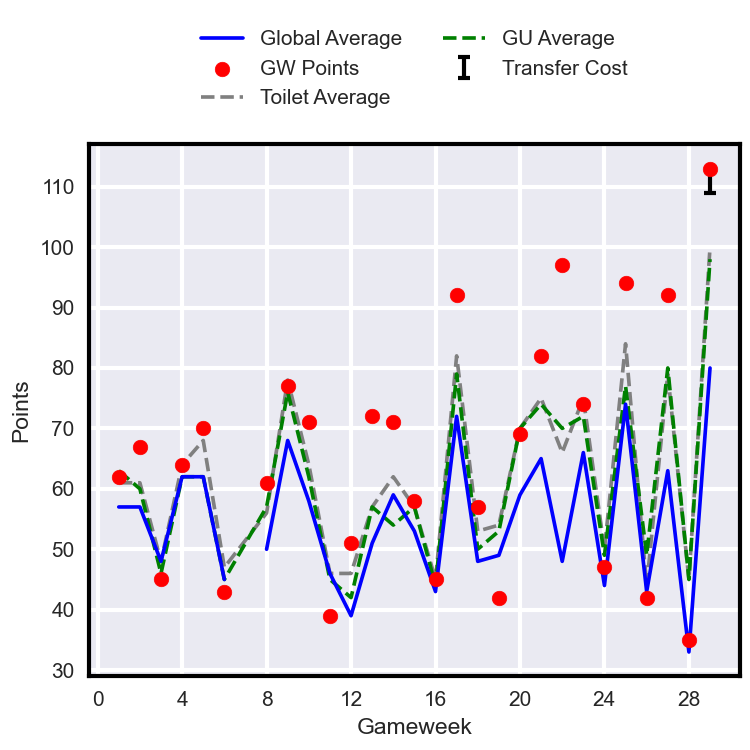 Global Average
GW Points
Toilet Average
GU Average
Transfer Cost
Points
110
100
90
80
70
60
50
40
30
0 4 8 12 16 20 24 28
Gameweek